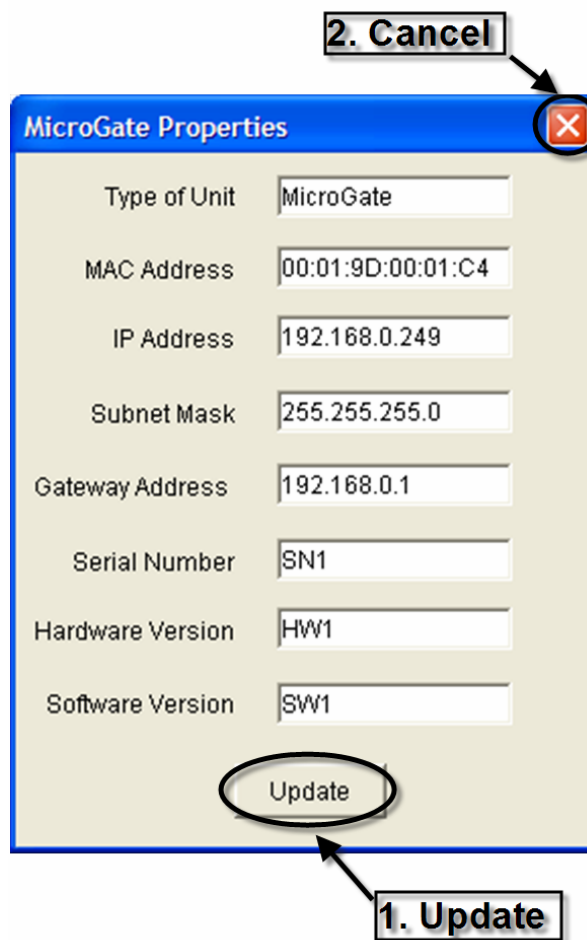 2. Cancel
MicroGate Properties
Type of Unit MicroGate
MAC Address 00:01:9D:00:01:C4
IP Address 192.168.0.249
Subnet Mask 255.255.255.0
Gateway Address 192.168.0.1
Serial Number SN1
Hardware Version HW1
Software Version SW1
Update
1. Update